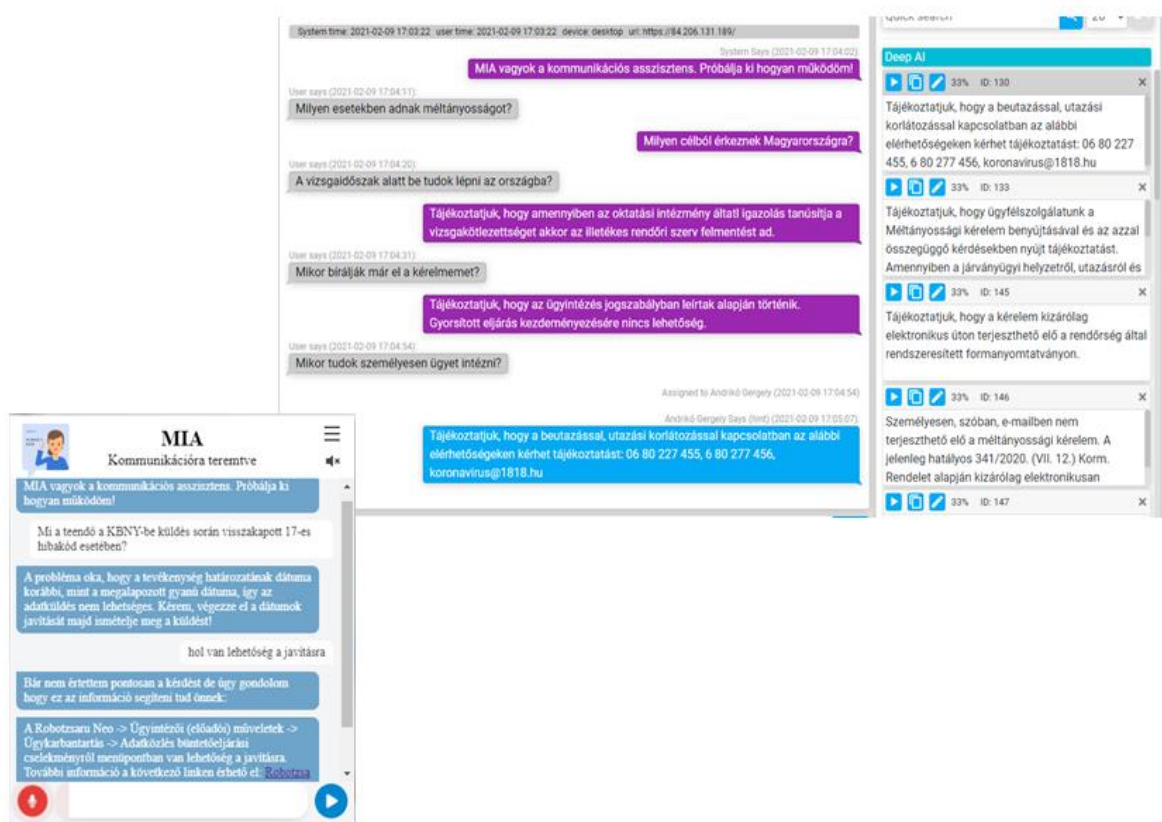 System time: 2021-02-09 17:03:22 user time: 2021-02-09 17:03:22 device: desktop url: https://84.206.131.189/
System Says (2021-02-09 17:04:02):
MIA vagyok a kommunikációs asszisztens. Próbálja ki hogyan működöm!
User says (2021-02-09 17:04:11):
Milyen esetekben adnak méltányosságot?
Milyen célból érkeznek Magyarországra?
User says (2021-02-09 17:04:20):
A vizsgaidőszak alatt be tudok lépni az országba?
Tájékoztatjuk, hogy amennyiben az oktatási intézmény áltatl igazolás tanúsítja a
vizsgakötlezettséget akkor az illetékes rendőri szerv felmentést ad.
User says (2021-02-09 17:04:31):
Mikor bírálják már el a kérelmemet?
Tájékoztatjuk, hogy az ügyintézés jogszabályban leírtak alapján történik.
Gyorsított eljárás kezdeményezésére nincs lehetőség.
User says (2021-02-09 17:04:54):
Mikor tudok személyesen ügyet intézni?
Assigned to Andrikó Gergely (2021-02-09 17:04:54)
Andrikó Gergely Says (hint) (2021-02-09 17:05:07):
Tájékoztatjuk, hogy a beutazással, utazási korlátozással kapcsolatban az alábbi
elérhetőségeken kérhet tájékoztatást: 06 80 227 455, 6 80 277 456,
koronavirus@1818.hu
Quick search 20
Deep AI
33% ID: 130 ×
Tájékoztatjuk, hogy a beutazással, utazási
korlátozással kapcsolatban az alábbi
elérhetőségeken kérhet tájékoztatást: 06 80 227
455, 6 80 277 456, koronavirus@1818.hu
33% ID: 133 ×
Tájékoztatjuk, hogy ügyfélszolgálatunk a
Méltányossági kérelem benyújtásával és az azzal
összegüggő kérdésekben nyújt tájékoztatást.
Amennyiben a járványügyi helyzetről, utazásról és
33% ID: 145 ×
Tájékoztatjuk, hogy a kérelem kizárólag
elektronikus úton terjeszthető elő a rendőrség által
rendszeresített formanyomtatványon.
33% ID: 146 ×
Személyesen, szóban, e-mailben nem
terjeszthető elő a méltányossági kérelem. A
jelenleg hatályos 341/2020. (VII. 12.) Korm.
Rendelet alapján kizárólag elektronikusan
33% ID: 147 ×
MIA
Kommunikációra teremtve
MIA vagyok a kommunikációs asszisztens. Próbálja ki
hogyan működöm!
Mi a teendő a KBNY-be küldés során visszakapott 17-es
hibakód esetében?
A probléma oka, hogy a tevékenység határozatának dátuma
korábbi, mint a megalapozott gyanú dátuma, így az
adatküldés nem lehetséges. Kérem, végezze el a dátumok
javítását majd ismételje meg a küldést!
hol van lehetőség a javításra
Bár nem értettem pontosan a kérdést de úgy gondolom
hogy ez az információ segíteni tud önnek:
A Robotzsaru Neo -> Ügyintézői (előadói) műveletek ->
Ügykarbantartás -> Adatközlés büntetőeljárási
cselekményről menüpontban van lehetőség a javításra.
További információ a következő linken érhető el: Robotzsa